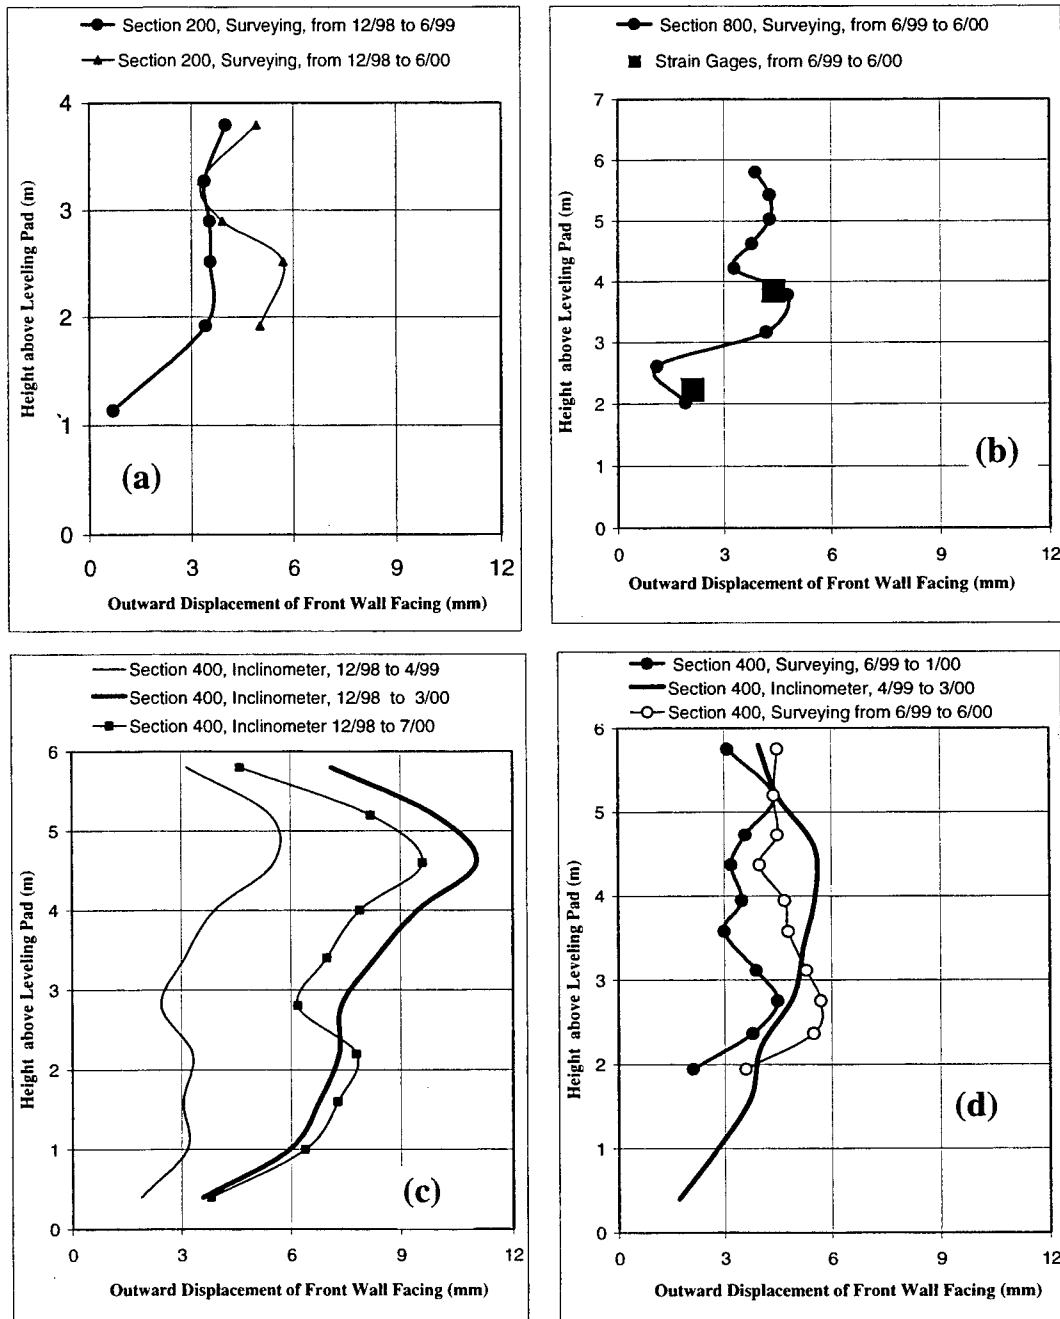 Section 200, Surveying, from 12/98 to 6/99
Section 200, Surveying, from 12/98 to 6/00
4
3
2
1
0
Height above Leveling Pad (m)
(a)
0 3 6 9 12
Outward Displacement of Front Wall Facing (mm)
Section 800, Surveying, from 6/99 to 6/00
Strain Gages, from 6/99 to 6/00
7
6
5
4
3
2
1
0
Height above Leveling Pad (m)
(b)
0 3 6 9 12
Outward Displacement of Front Wall Facing (mm)
Section 400, Inclinometer, 12/98 to 4/99
Section 400, Inclinometer, 12/98 to 3/00
Section 400, Inclinometer 12/98 to 7/00
6
5
4
3
2
1
0
Height above Leveling Pad (m)
(c)
0 3 6 9 12
Outward Displacement of Front Wall Facing (mm)
Section 400, Surveying, 6/99 to 1/00
Section 400, Inclinometer, 4/99 to 3/00
Section 400, Surveying from 6/99 to 6/00
6
5
4
3
2
1
0
Height above Leveling Pad (m)
(d)
0 3 6 9 12
Outward Displacement of Front Wall Facing (mm)